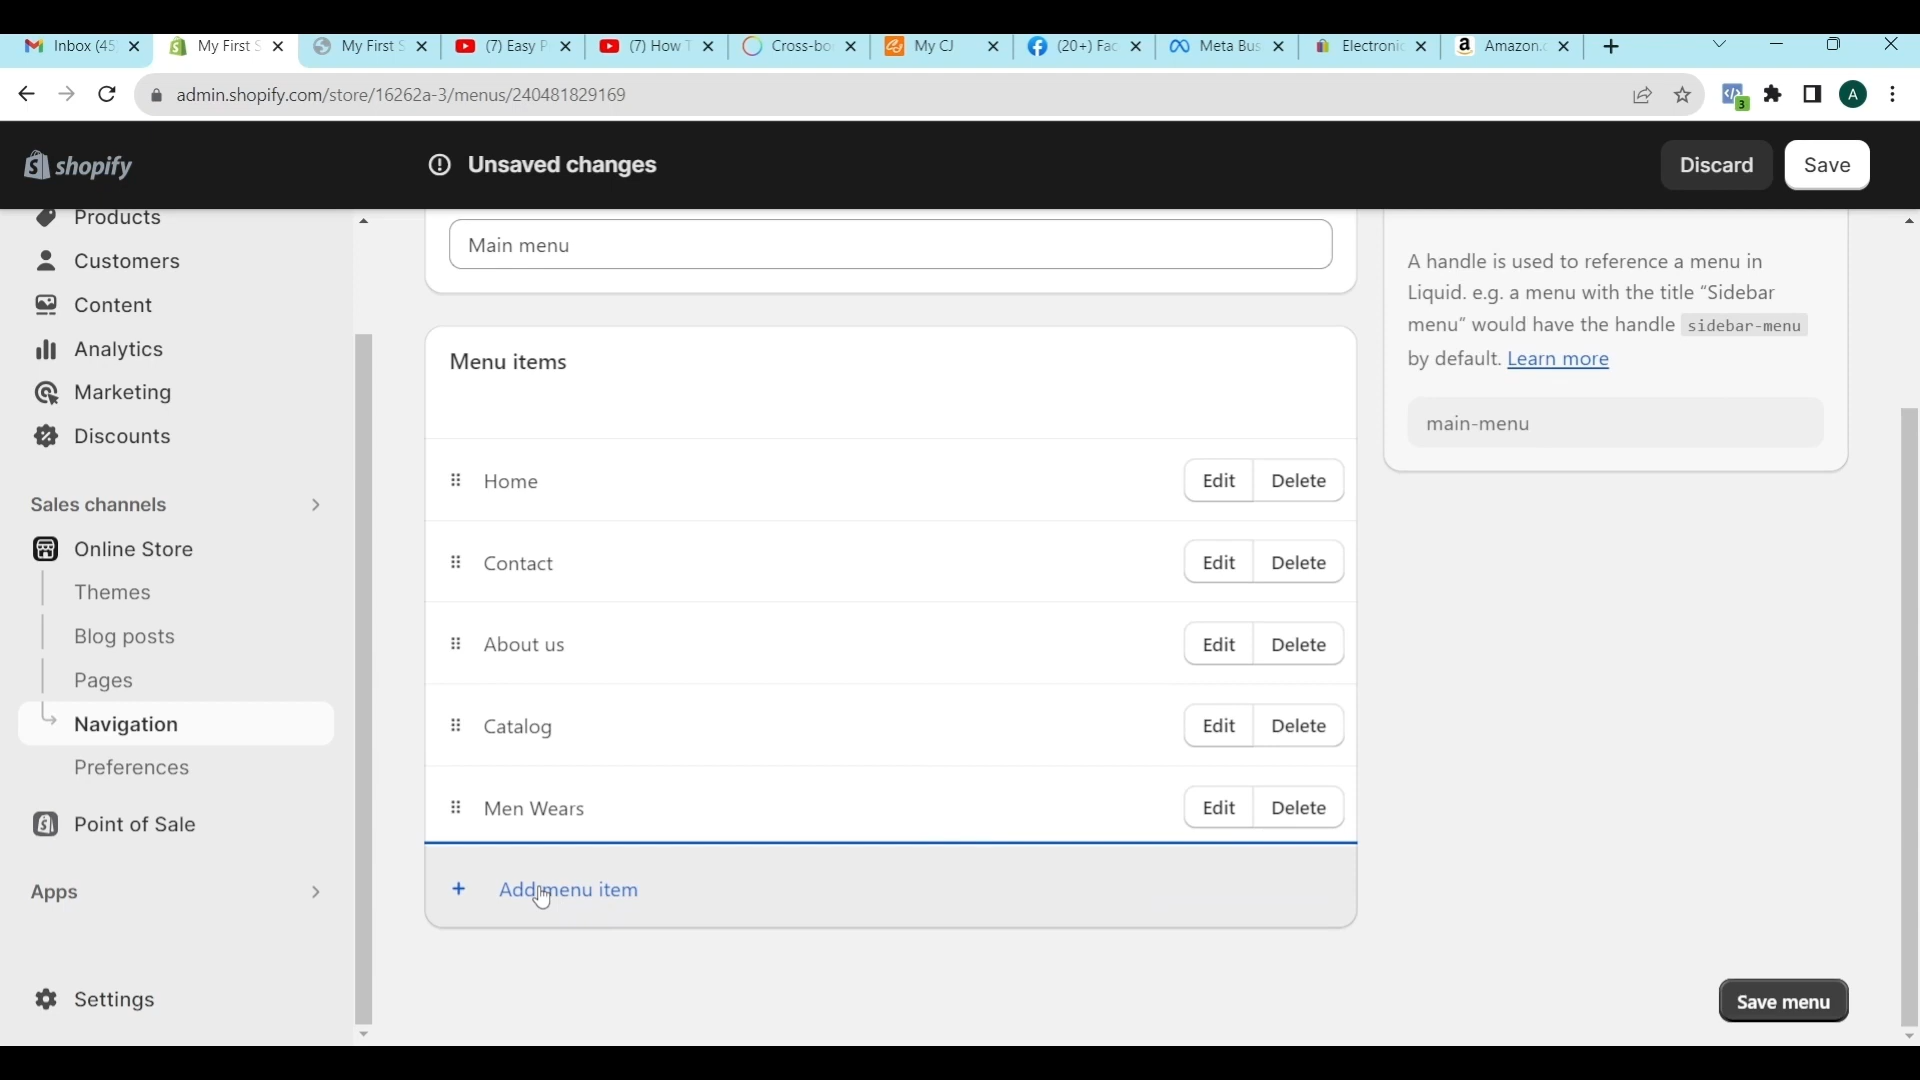 Inbox (45
My First S
My First S
(7) Easy P
(7) How T
Cross-bo
My CJ
(20+) Fac
Meta Bus
Electronic
Amazon.
admin.shopify.com/store/16262a-3/menus/240481829169
3
A
shopify
Unsaved changes
Discard
Save
Products
Customers
Content
Analytics
Marketing
Discounts
Sales channels
Online Store
Themes
Blog posts
Pages
Navigation
Preferences
Point of Sale
Apps
Settings
Main menu
Menu items
Home
Edit
Delete
Contact
Edit
Delete
About us
Edit
Delete
Catalog
Edit
Delete
Men Wears
Edit
Delete
+ Add menu item
A handle is used to reference a menu in
Liquid. e.g. a menu with the title “Sidebar
menu” would have the handle sidebar-menu
by default. Learn more
main-menu
Save menu